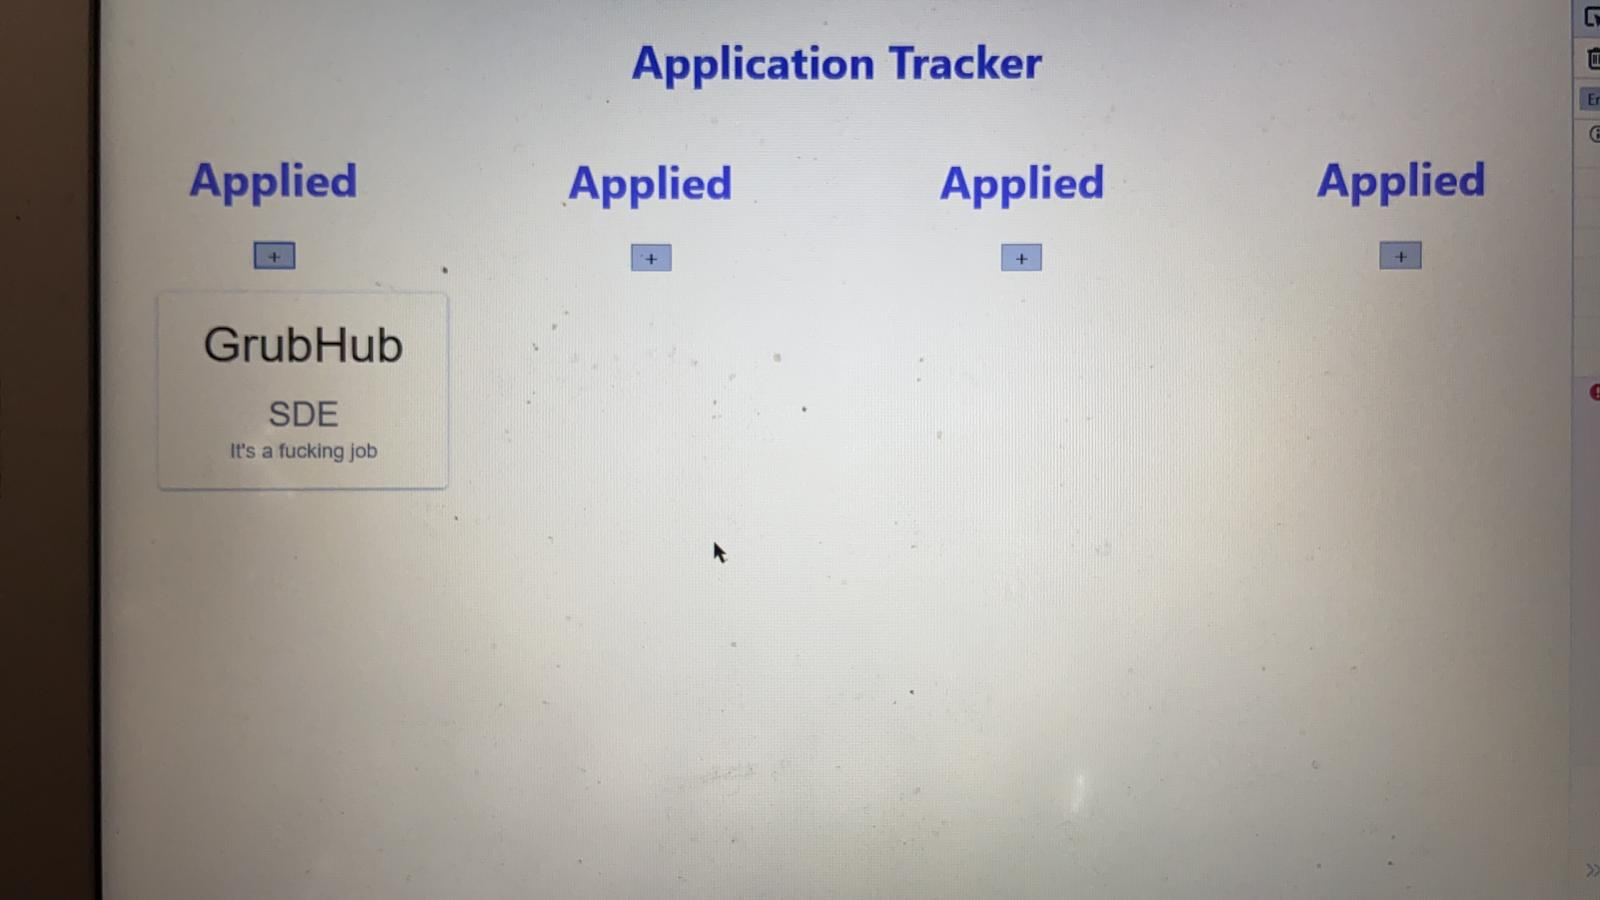 Application Tracker
Applied Applied Applied Applied
+ + + +
GrubHub
SDE
It's a fucking job